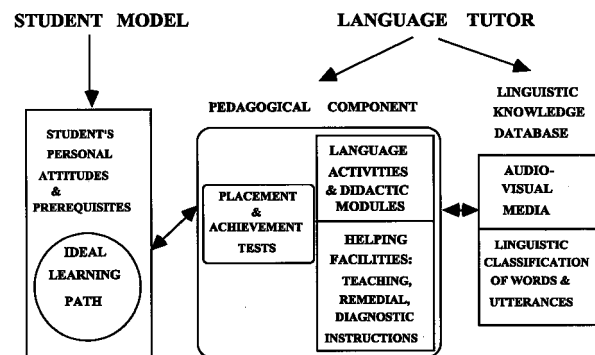 STUDENT MODEL
LANGUAGE TUTOR
STUDENT'S
PERSONAL
ATTITUDES
&
PREREQUISITES
IDEAL
LEARNING
PATH
PEDAGOGICAL COMPONENT
PLACEMENT
&
ACHIEVEMENT
TESTS
LANGUAGE
ACTIVITIES
& DIDACTIC
MODULES
HELPING
FACILITIES:
TEACHING,
REMEDIAL,
DIAGNOSTIC
INSTRUCTIONS
LINGUISTIC
KNOWLEDGE
DATABASE
AUDIO-
VISUAL
MEDIA
LINGUISTIC
CLASSIFICATION
OF WORDS &
UTTERANCES